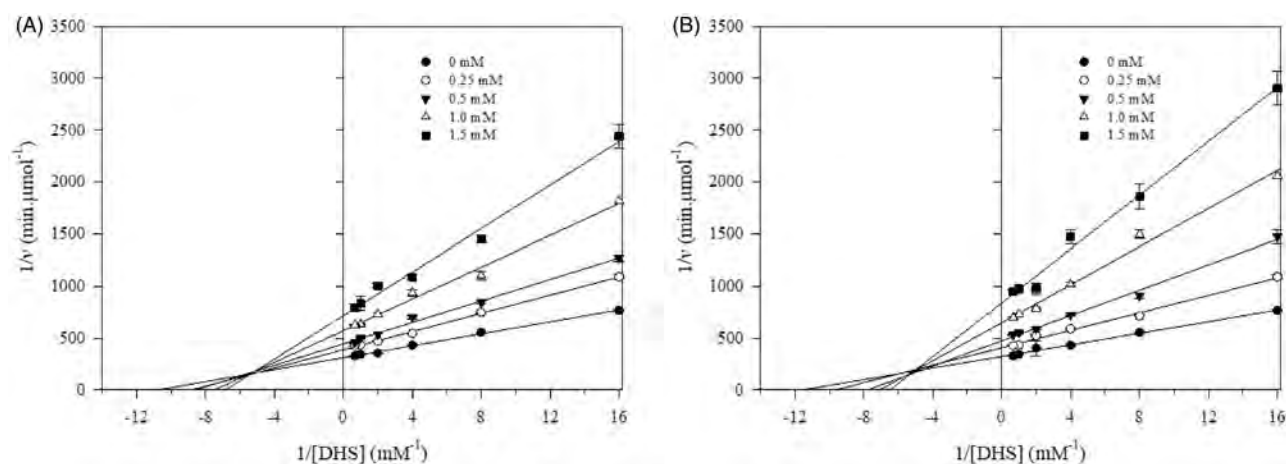 (A)
3500
3000
2500
2000
1500
1000
500
0
1/v (min.µmol⁻¹)
0 mM
0.25 mM
0.5 mM
1.0 mM
1.5 mM
-12 -8 -4 0 4 8 12 16
1/[DHS] (mM⁻¹)
(B)
3500
3000
2500
2000
1500
1000
500
0
1/v (min.µmol⁻¹)
0 mM
0.25 mM
0.5 mM
1.0 mM
1.5 mM
-12 -8 -4 0 4 8 12 16
1/[DHS] (mM⁻¹)